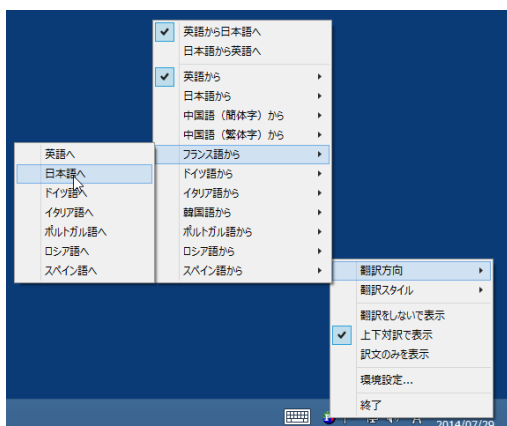 英語から日本語へ
日本語から英語へ
英語から
日本語から
中国語（簡体字）から
中国語（繁体字）から
フランス語から
ドイツ語から
イタリア語から
韓国語から
ポルトガル語から
ロシア語から
スペイン語から
英語へ
日本語へ
ドイツ語へ
イタリア語へ
ポルトガル語へ
ロシア語へ
スペイン語へ
翻訳方向
翻訳スタイル
翻訳をしないで表示
上下対訳で表示
訳文のみを表示
環境設定...
終了
2014/07/29